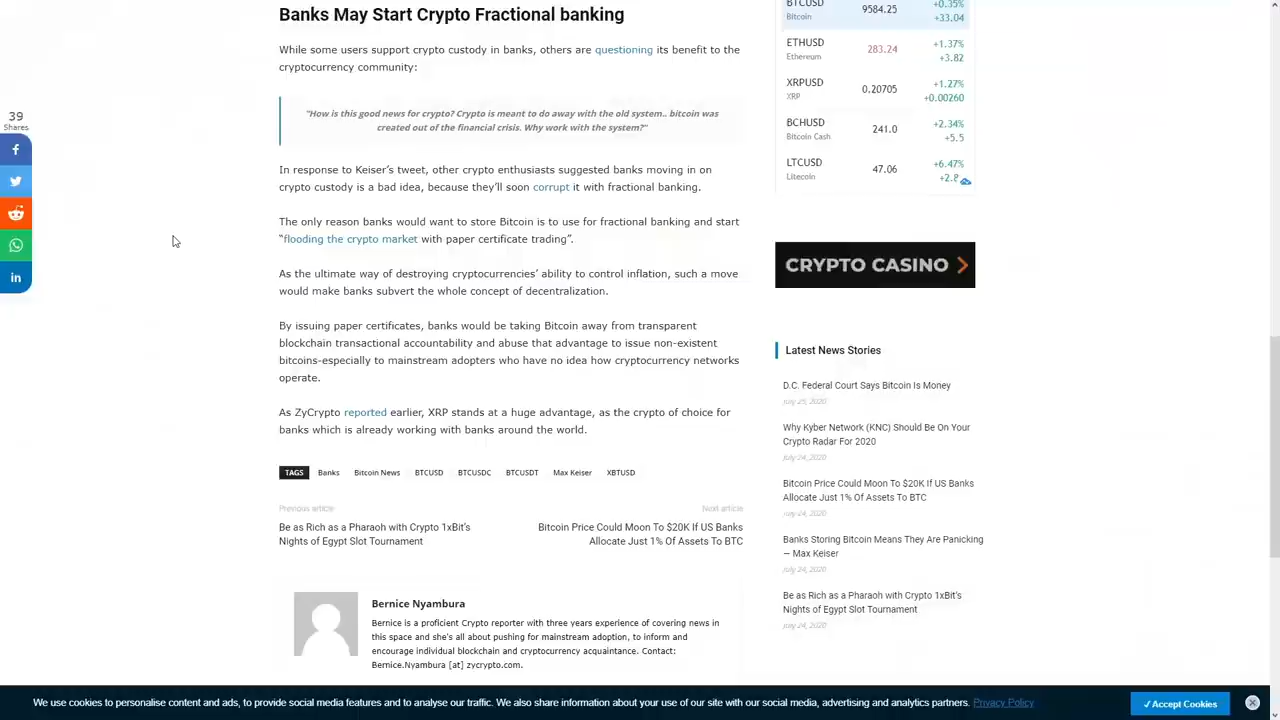 Banks May Start Crypto Fractional banking
While some users support crypto custody in banks, others are questioning its benefit to the
cryptocurrency community:
"How is this good news for crypto? Crypto is meant to do away with the old system.. bitcoin was
created out of the financial crisis. Why work with the system?"
In response to Keiser's tweet, other crypto enthusiasts suggested banks moving in on
crypto custody is a bad idea, because they'll soon corrupt it with fractional banking.
The only reason banks would want to store Bitcoin is to use for fractional banking and start
"flooding the crypto market with paper certificate trading".
As the ultimate way of destroying cryptocurrencies' ability to control inflation, such a move
would make banks subvert the whole concept of decentralization.
By issuing paper certificates, banks would be taking Bitcoin away from transparent
blockchain transactional accountability and abuse that advantage to issue non-existent
bitcoins-especially to mainstream adopters who have no idea how cryptocurrency networks
operate.
As ZyCrypto reported earlier, XRP stands at a huge advantage, as the crypto of choice for
banks which is already working with banks around the world.
TAGS Banks Bitcoin News BTCUSD BTCUSDC BTCUSDT Max Keiser XBTUSD
Previous article Next article
Be as Rich as a Pharaoh with Crypto 1xBit's
Nights of Egypt Slot Tournament
Bitcoin Price Could Moon To $20K If US Banks
Allocate Just 1% Of Assets To BTC
Bernice Nyambura
Bernice is a proficient Crypto reporter with three years experience of covering news in
this space and she's all about pushing for mainstream adoption, to inform and
encourage individual blockchain and cryptocurrency acquaintance. Contact:
Bernice.Nyambura [at] zycrypto.com.
39
Shares
BTCUSD 9584.25 +0.35%
Bitcoin +33.04
ETHUSD 283.24 +1.37%
Ethereum +3.82
XRPUSD 0.20705 +1.27%
XRP +0.00260
BCHUSD 241.0 +2.34%
Bitcoin Cash +5.5
LTCUSD 47.06 +6.47%
Litecoin
CRYPTO CASINO
Latest News Stories
D.C. Federal Court Says Bitcoin Is Money
July 25, 2020
Why Kyber Network (KNC) Should Be On Your
Crypto Radar For 2020
July 24, 2020
Bitcoin Price Could Moon To $20K If US Banks
Allocate Just 1% Of Assets To BTC
July 24, 2020
Banks Storing Bitcoin Means They Are Panicking
— Max Keiser
July 24, 2020
Be as Rich as a Pharaoh with Crypto 1xBit's
Nights of Egypt Slot Tournament
July 24, 2020
We use cookies to personalise content and ads, to provide social media features and to analyse our traffic. We also share information about your use of our site with our social media, advertising and analytics partners. Privacy Policy
✓Accept Cookies